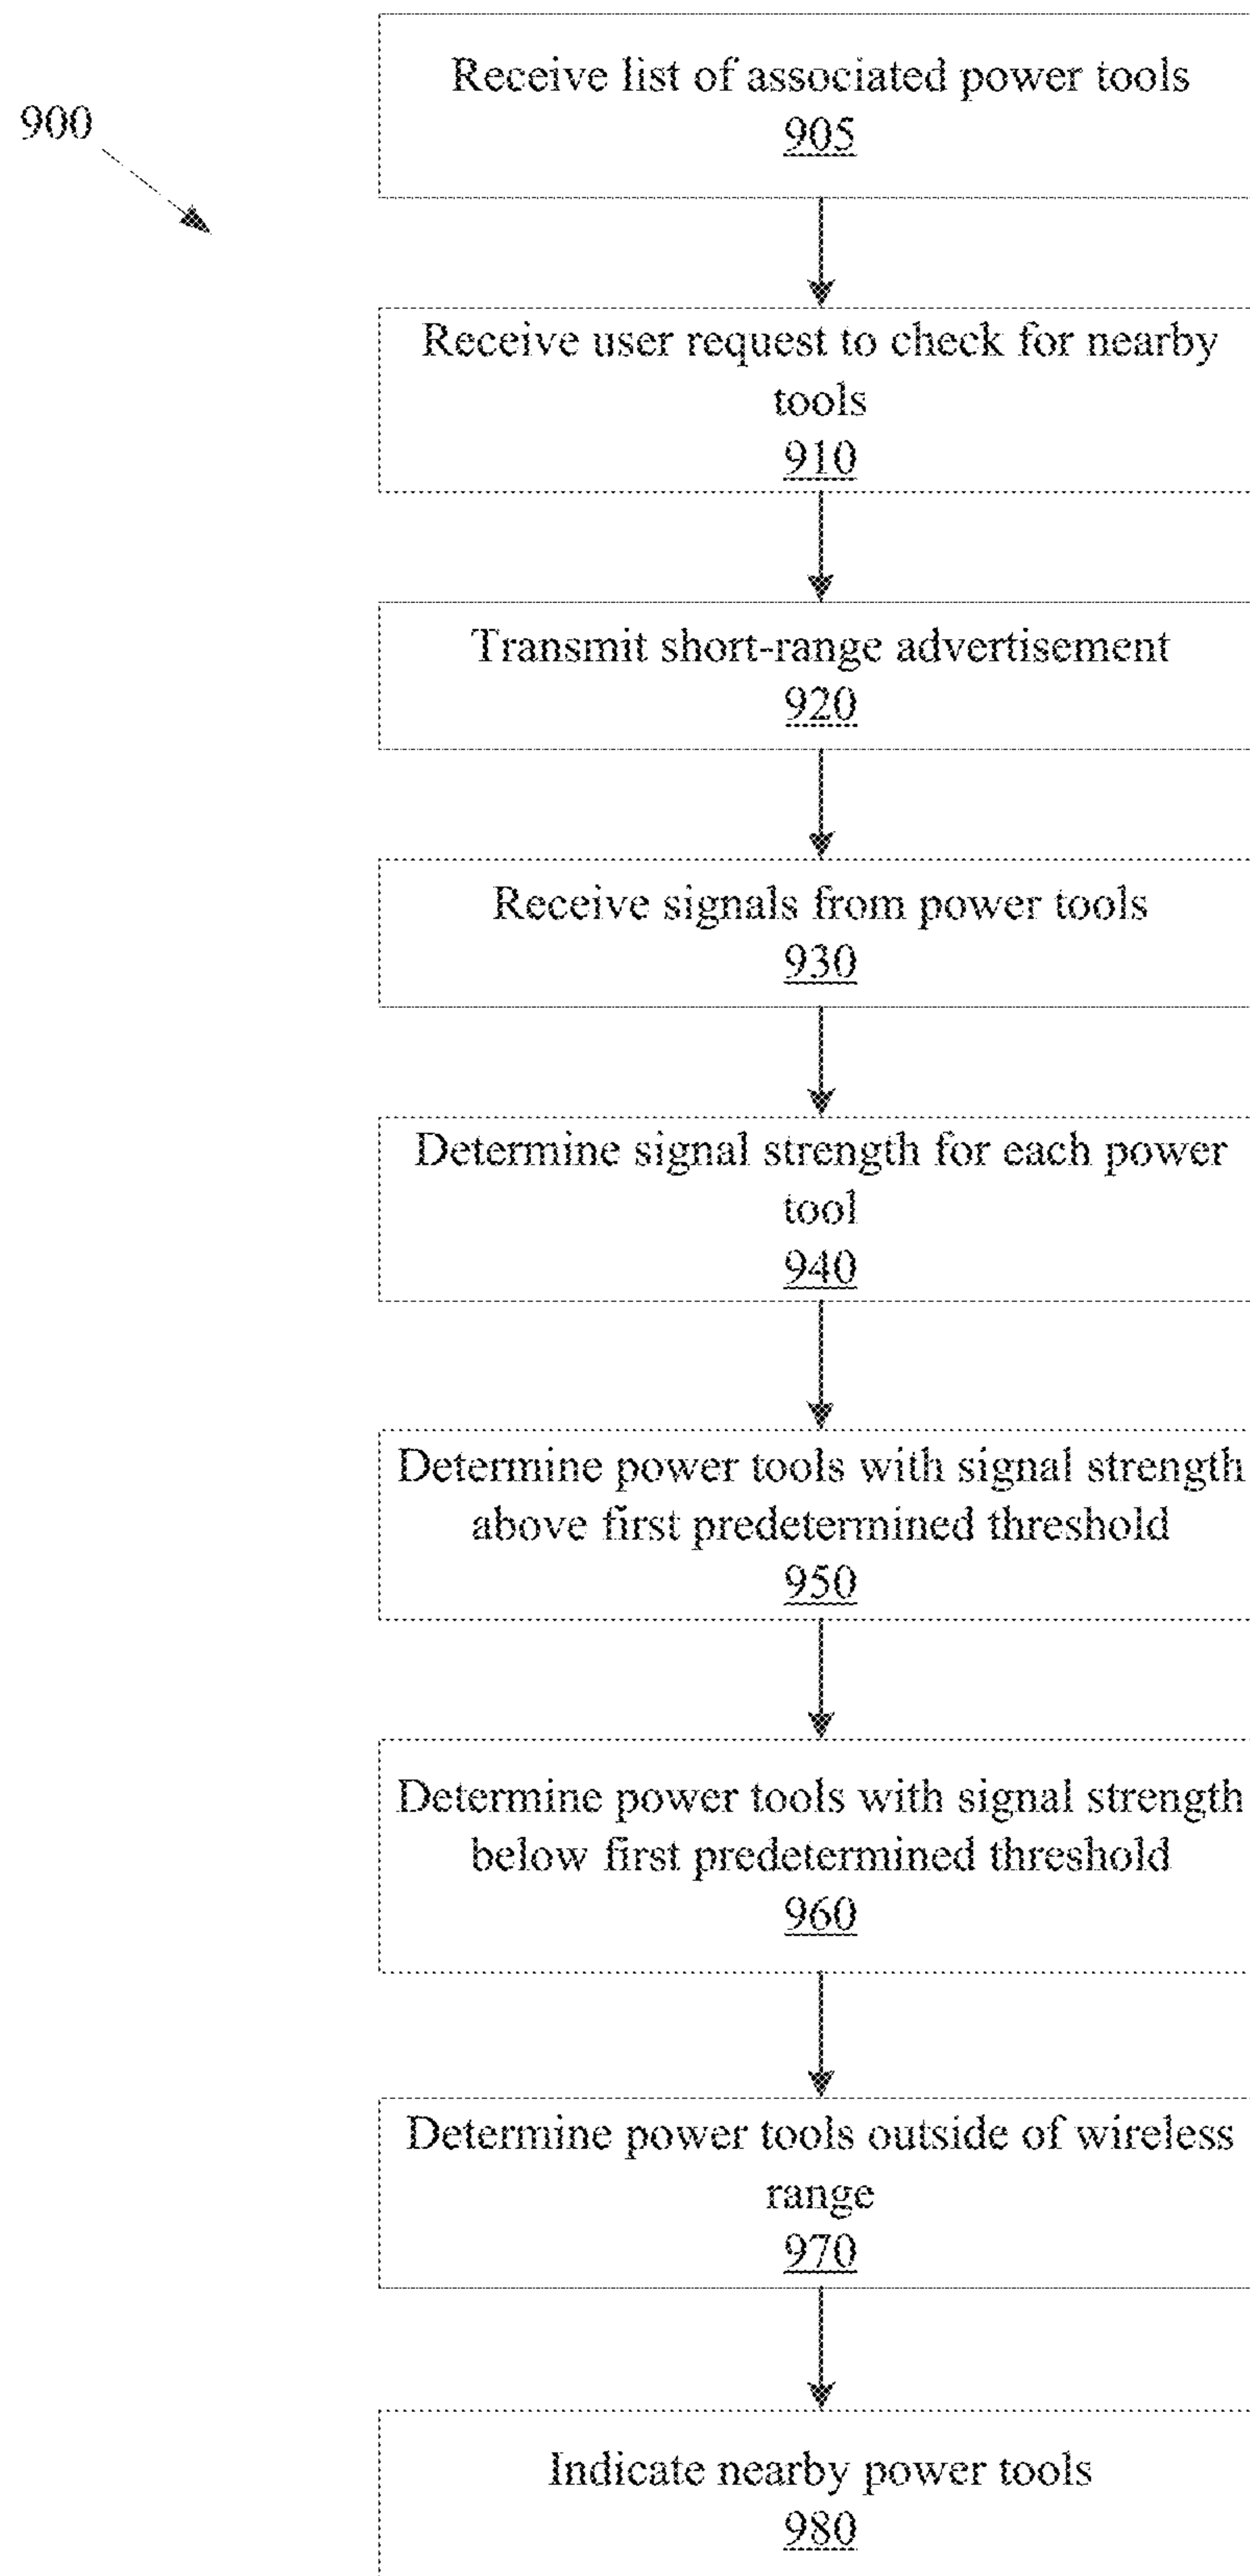 Receive list of associated power tools
905
900
Receive user request to check for nearby
tools
910
Transmit short-range advertisement
920
Receive signals from power tools
930
Determine signal strength for each power
tool
940
Determine power tools with signal strength
above first predetermined threshold
950
Determine power tools with signal strength
below first predetermined threshold
960
Determine power tools outside of wireless
range
970
Indicate nearby power tools
980